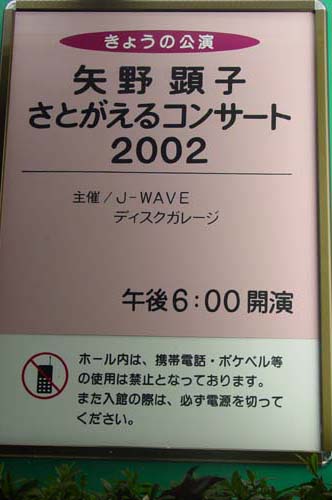 きょうの公演
矢野 顕子
さとがえるコンサート
2002
主催/J-WAVE
ディスクガレージ
午後6:00開演
ホール内は、携帯電話・ポケベル等
の使用は禁止となっております。
また入館の際は、必ず電源を切って
ください。